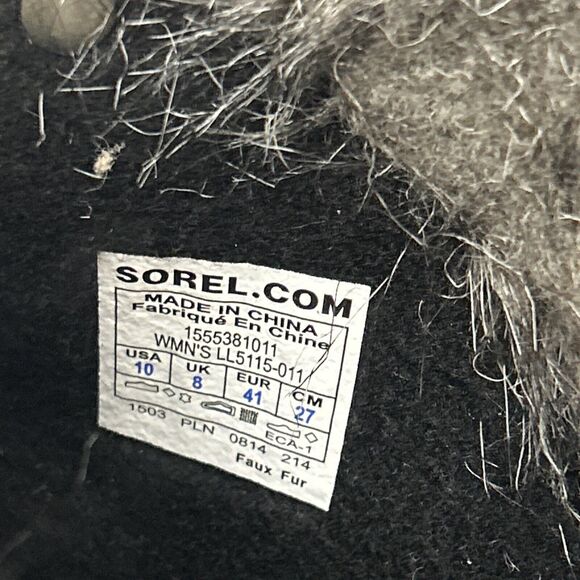 SOREL.COM
MADE IN CHINA
Fabriqué En Chine
1555381011
WMN'S LL5115-011
USA UK EUR CM
10 8 41 27
ECA-1
1503 PLN 0814 214
Faux Fur